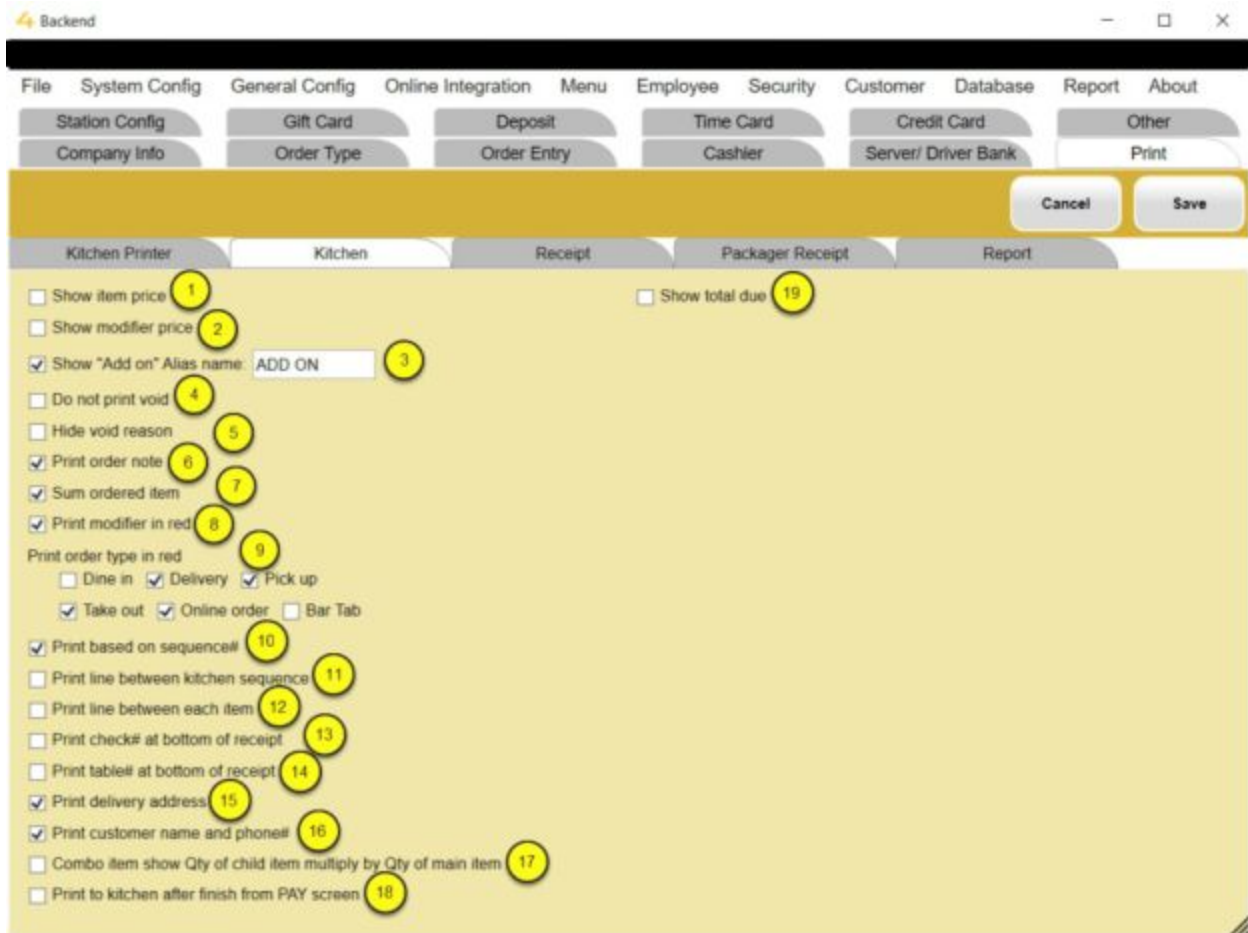 Backend
File System Config General Config Online Integration Menu Employee Security Customer Database Report About
Station Config Gift Card Deposit Time Card Credit Card Other
Company Info Order Type Order Entry Cashier Server/ Driver Bank Print
Cancel Save
Kitchen Printer Kitchen Receipt Packager Receipt Report
Show item price 1 Show total due 19
Show modifier price 2
Show "Add on" Alias name: ADD ON 3
Do not print void 4
Hide void reason 5
Print order note 6
Sum ordered item 7
Print modifier in red 8
Print order type in red 9
Dine in Delivery Pick up
Take out Online order Bar Tab
Print based on sequence# 10
Print line between kitchen sequence 11
Print line between each item 12
Print check# at bottom of receipt 13
Print table# at bottom of receipt 14
Print delivery address 15
Print customer name and phone# 16
Combo item show Qty of child item multiply by Qty of main item 17
Print to kitchen after finish from PAY screen 18